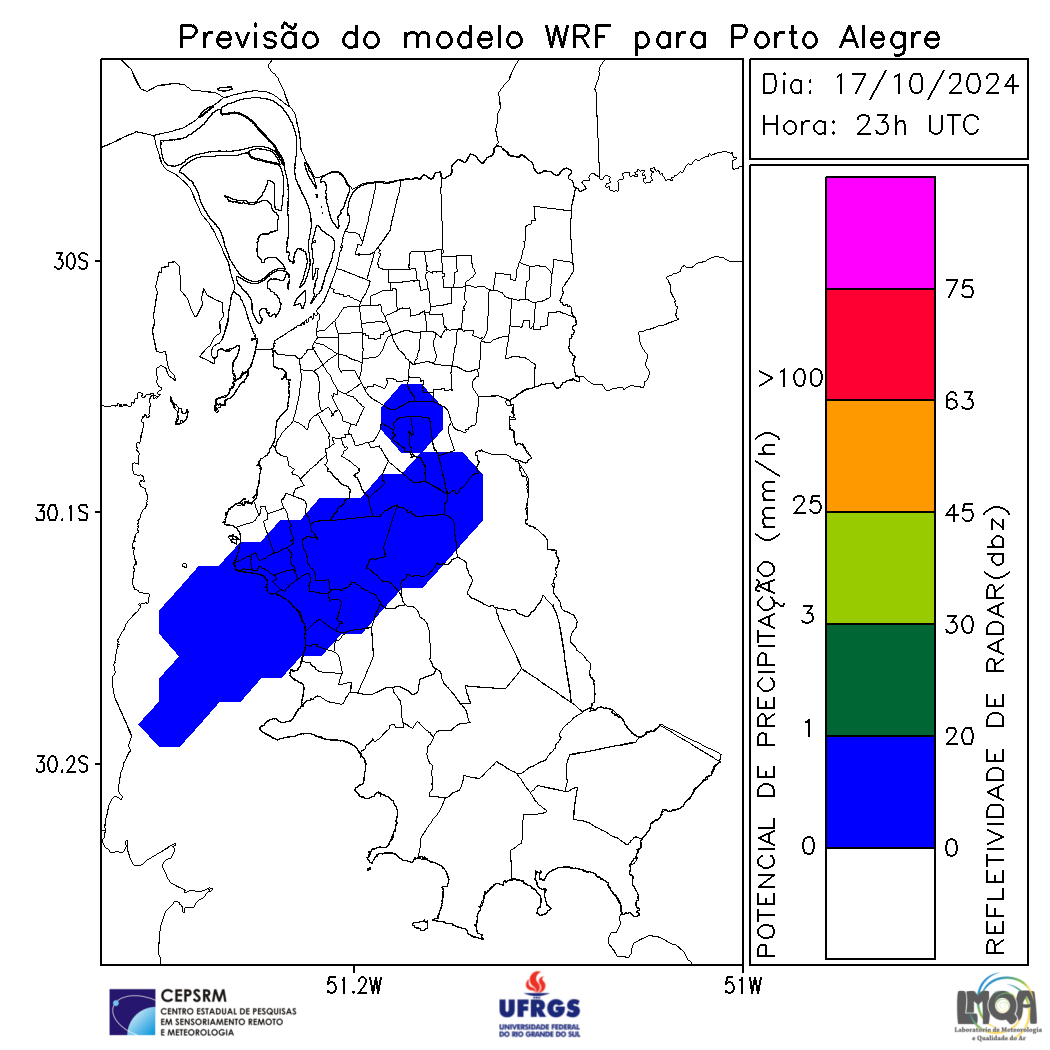 Previsão do modelo WRF para Porto Alegre
Dia: 17/10/2024
Hora: 23h UTC
30S
30.1S
30.2S
51.2W
51W
POTENCIAL DE PRECIPITAÇÃO (mm/h)
>100
25
3
1
0
75
63
45
30
20
0
REFLETIVIDADE DE RADAR(dbz)
CEPSRM
CENTRO ESTADUAL DE PESQUISAS
EM SENSORIAMENTO REMOTO
E METEOROLOGIA
UFRGS
UNIVERSIDADE FEDERAL
DO RIO GRANDE DO SUL
LMQA
Laboratório de Meteorologia
e Qualidade do Ar